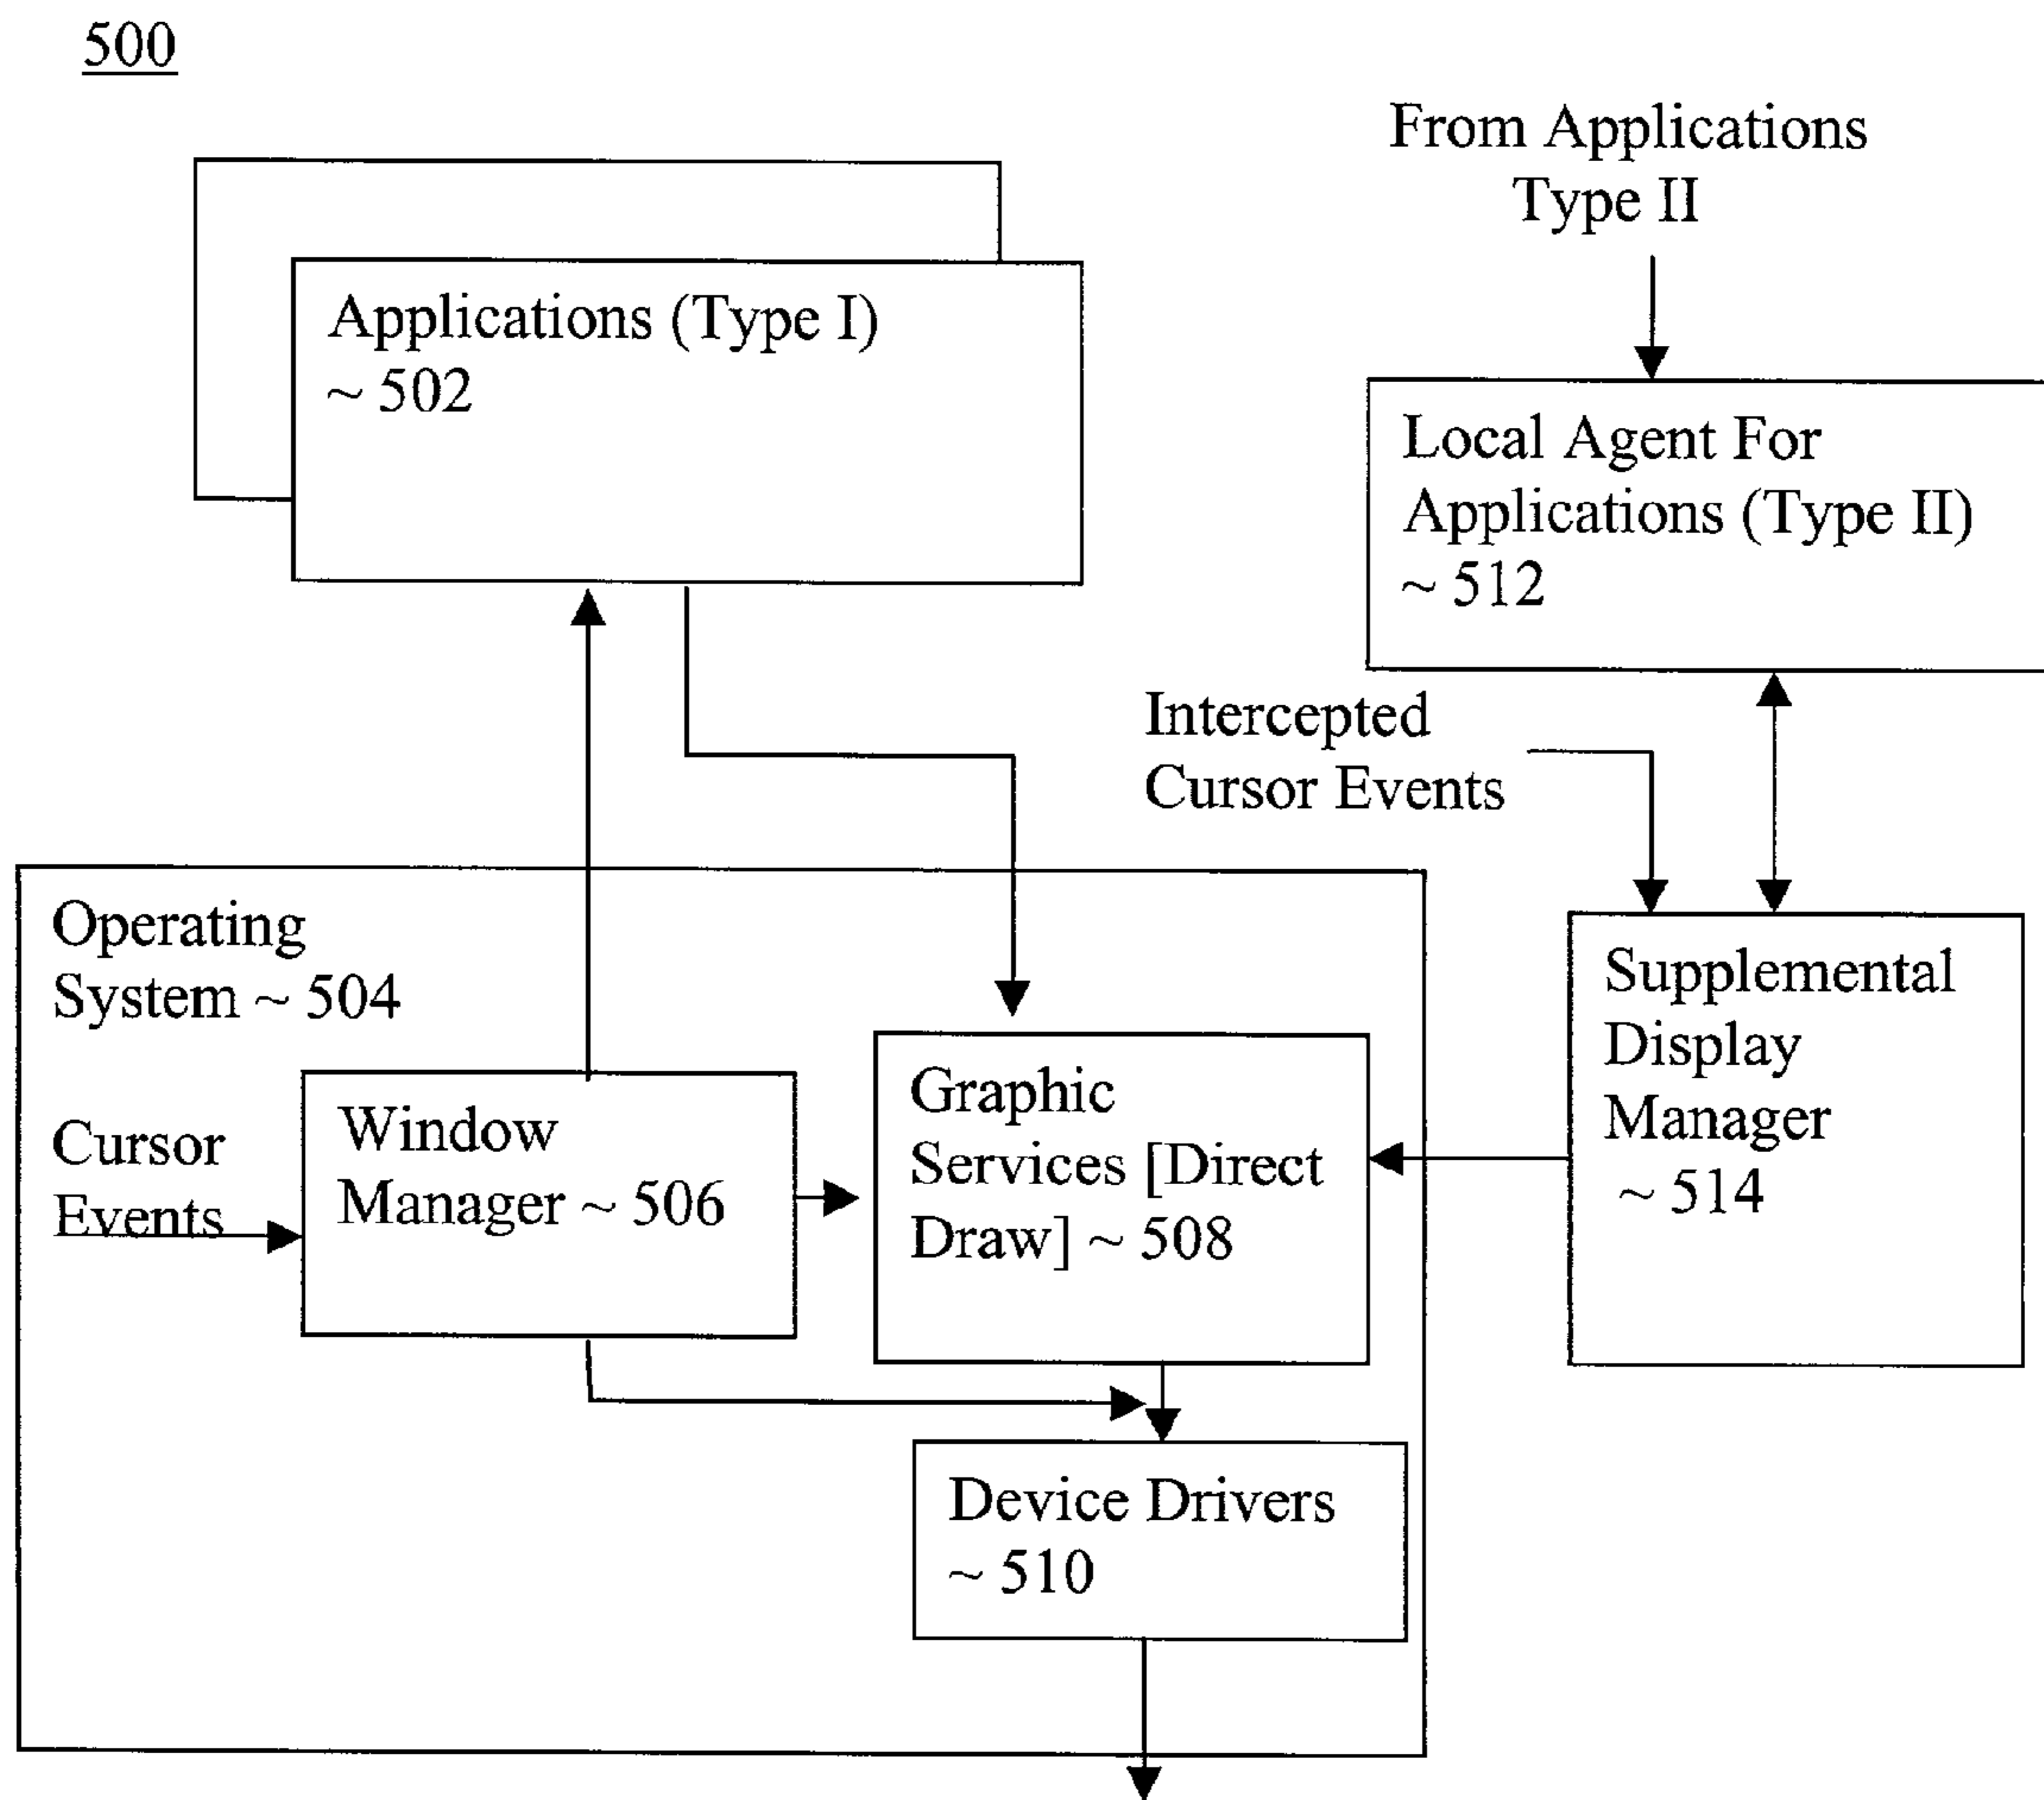 500
From Applications
Type II
Applications (Type I)
~ 502
Local Agent For
Applications (Type II)
~ 512
Intercepted
Cursor Events
Operating
System ~ 504
Supplemental
Display
Manager
~ 514
Cursor
Events
Window
Manager ~ 506
Graphic
Services [Direct
Draw] ~ 508
Device Drivers
~ 510